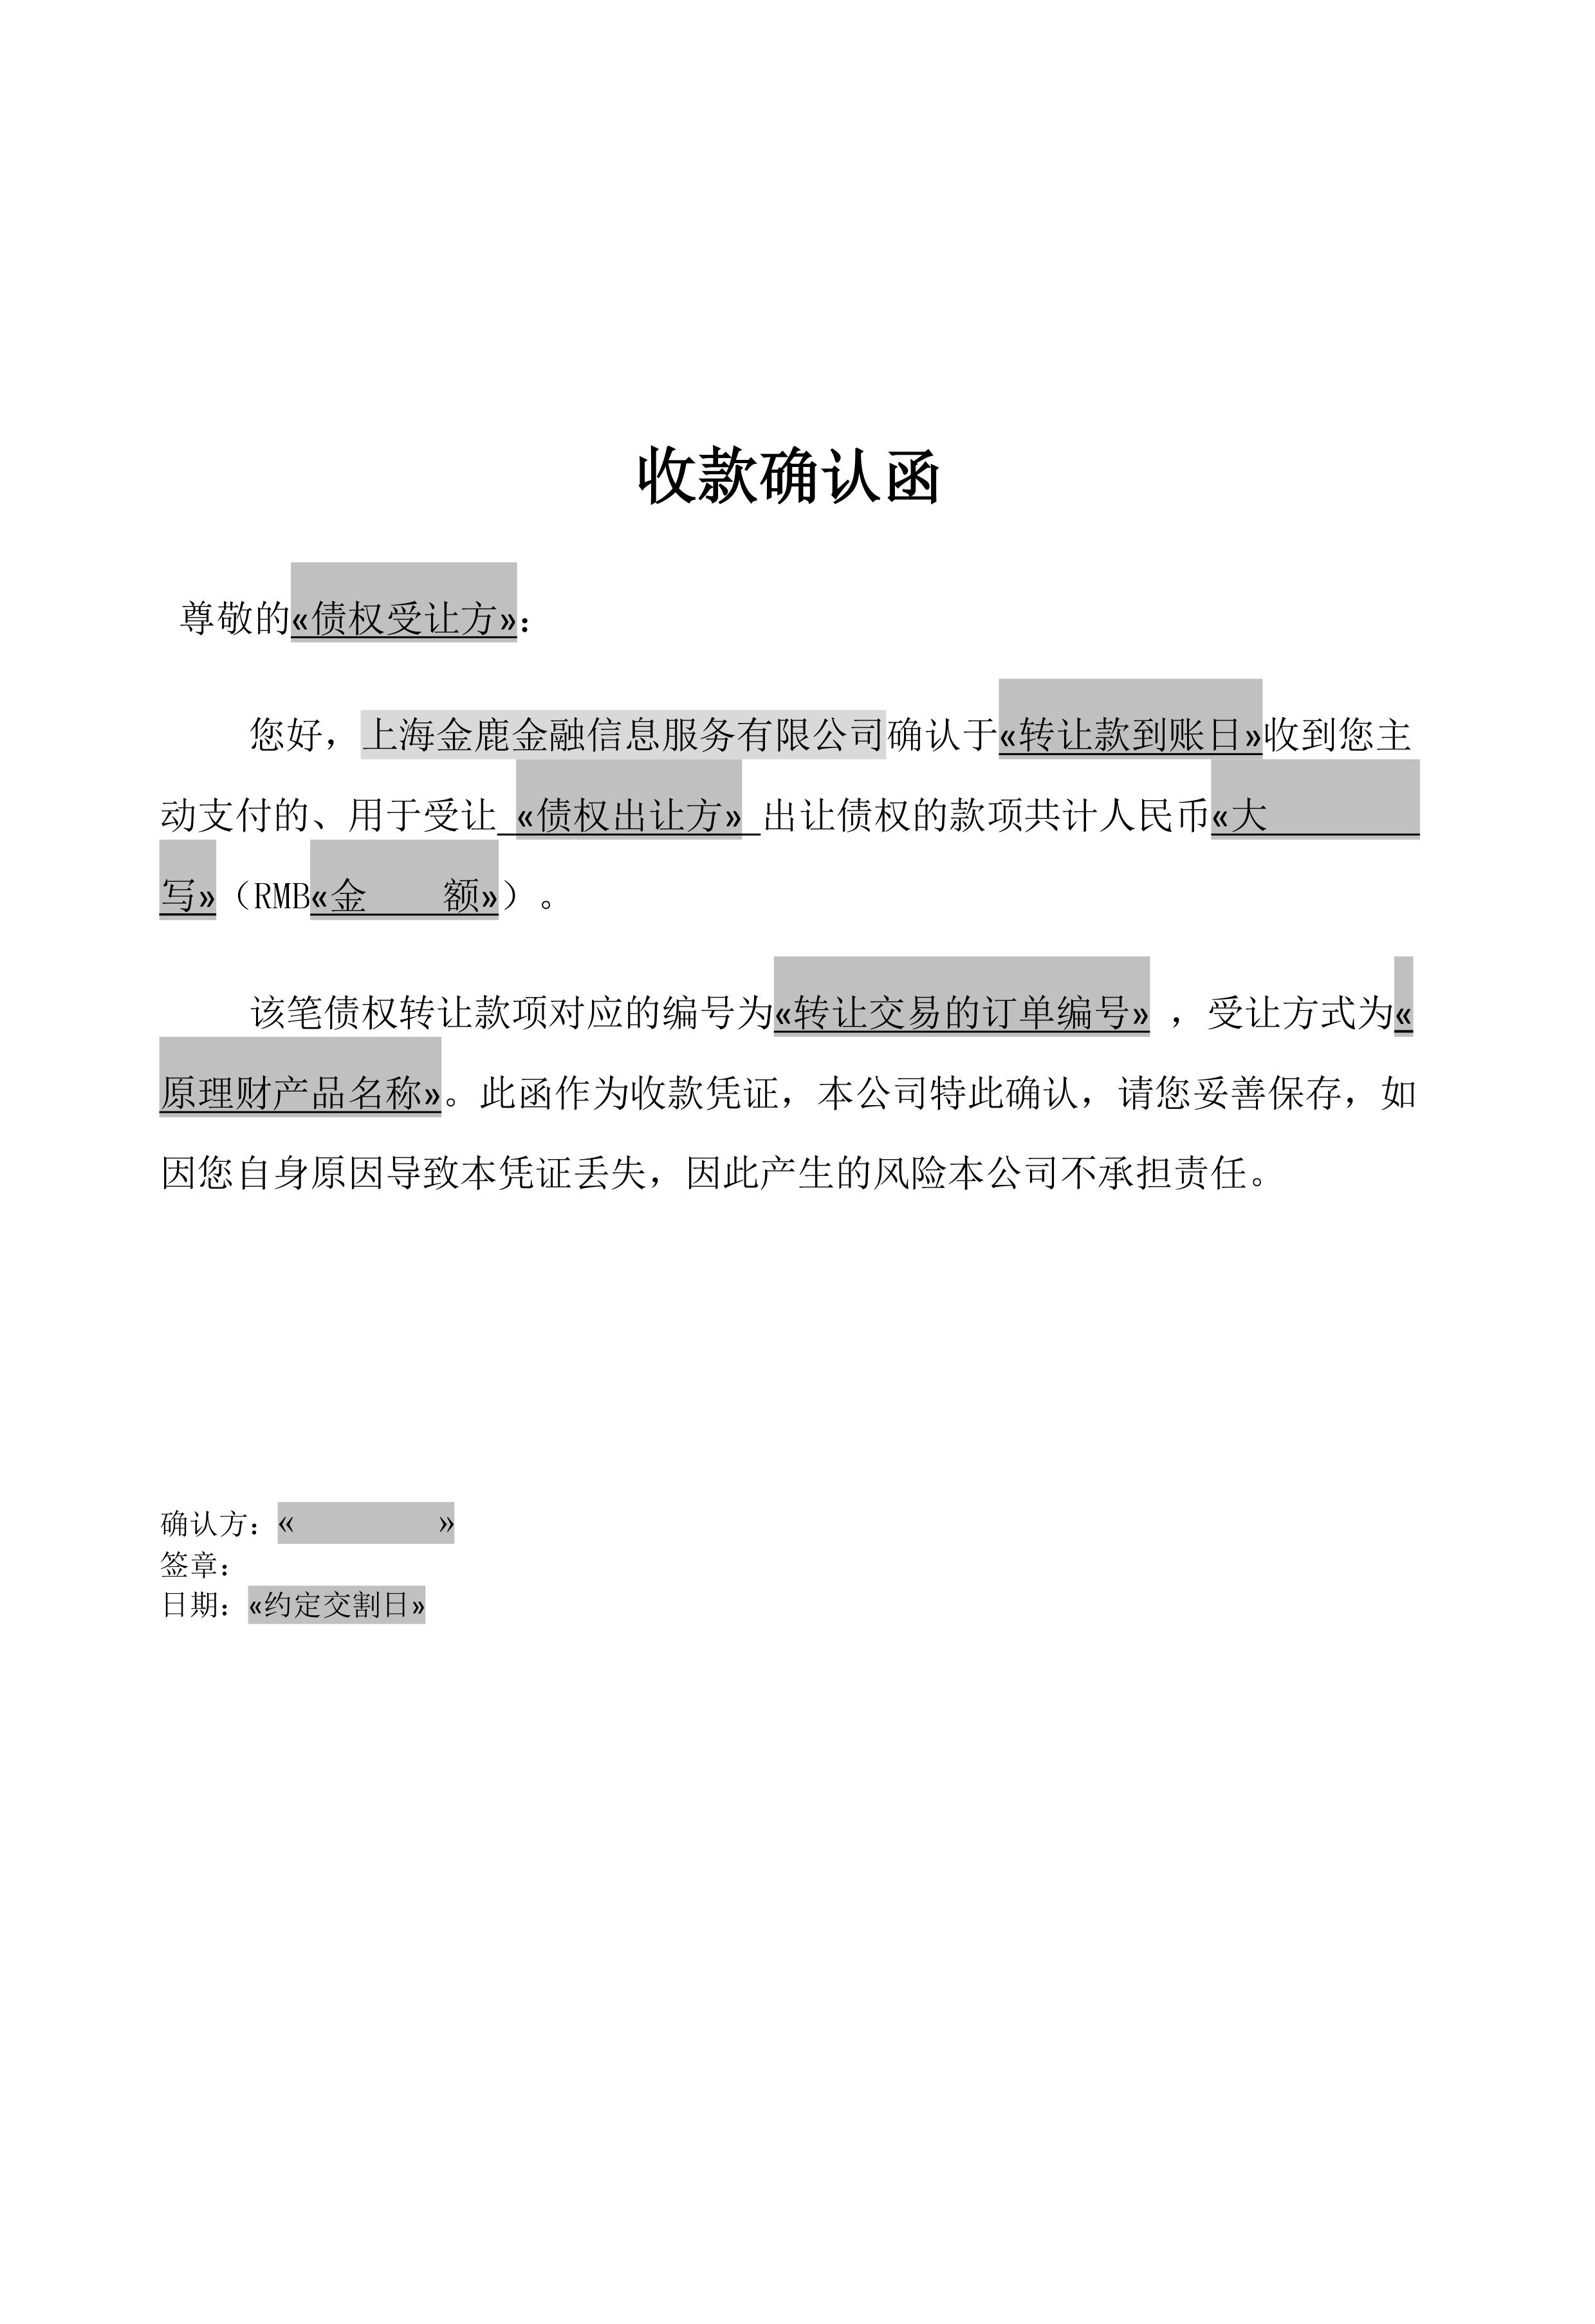 收款确认函
尊敬的«债权受让方»：
您好，上海金鹿金融信息服务有限公司确认于«转让款到账日»收到您主
动支付的、用于受让 «债权出让方» 出让债权的款项共计人民币«大
写»（RMB«金    额»）。
该笔债权转让款项对应的编号为«转让交易的订单编号» ，受让方式为«
原理财产品名称»。此函作为收款凭证，本公司特此确认，请您妥善保存，如
因您自身原因导致本凭证丢失，因此产生的风险本公司不承担责任。
确认方：«          »
签章：
日期：«约定交割日»